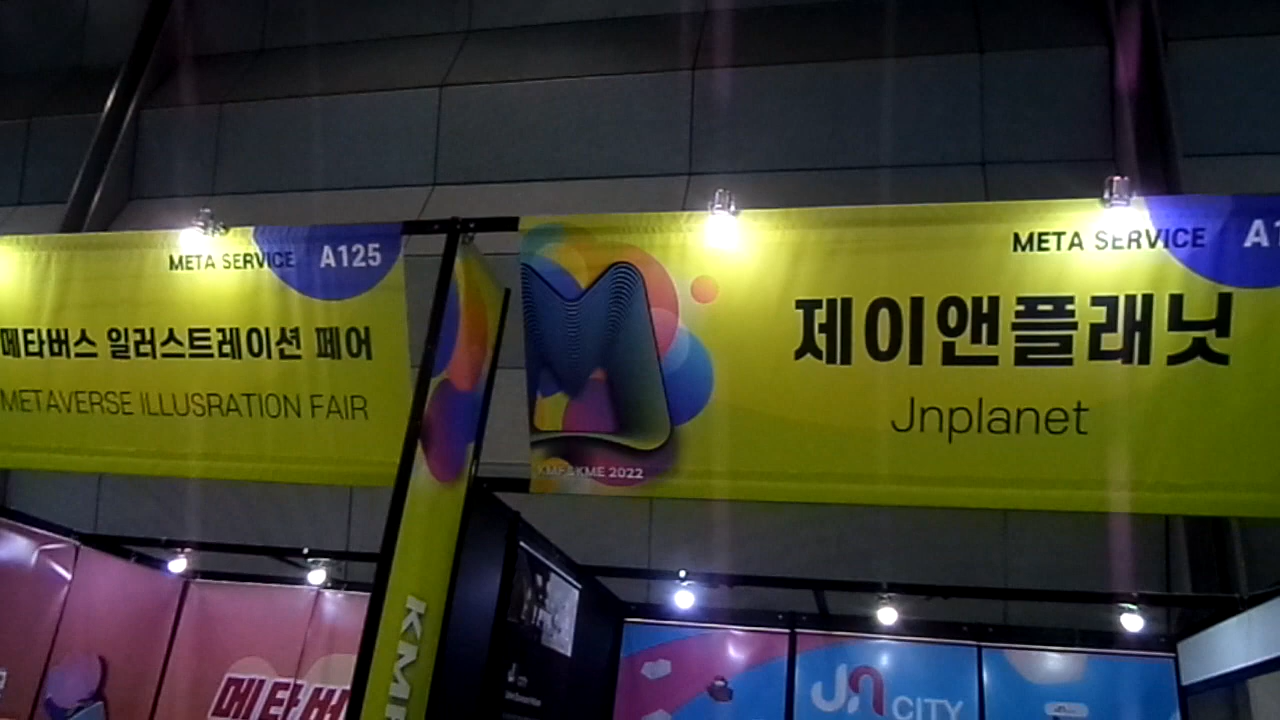 META SERVICE A125
메타버스 일러스트레이션 페어
METAVERSE ILLUSRATION FAIR
META SERVICE
제이앤플래닛
Jnplanet
KMF&KME 2022
메타버
JN CITY